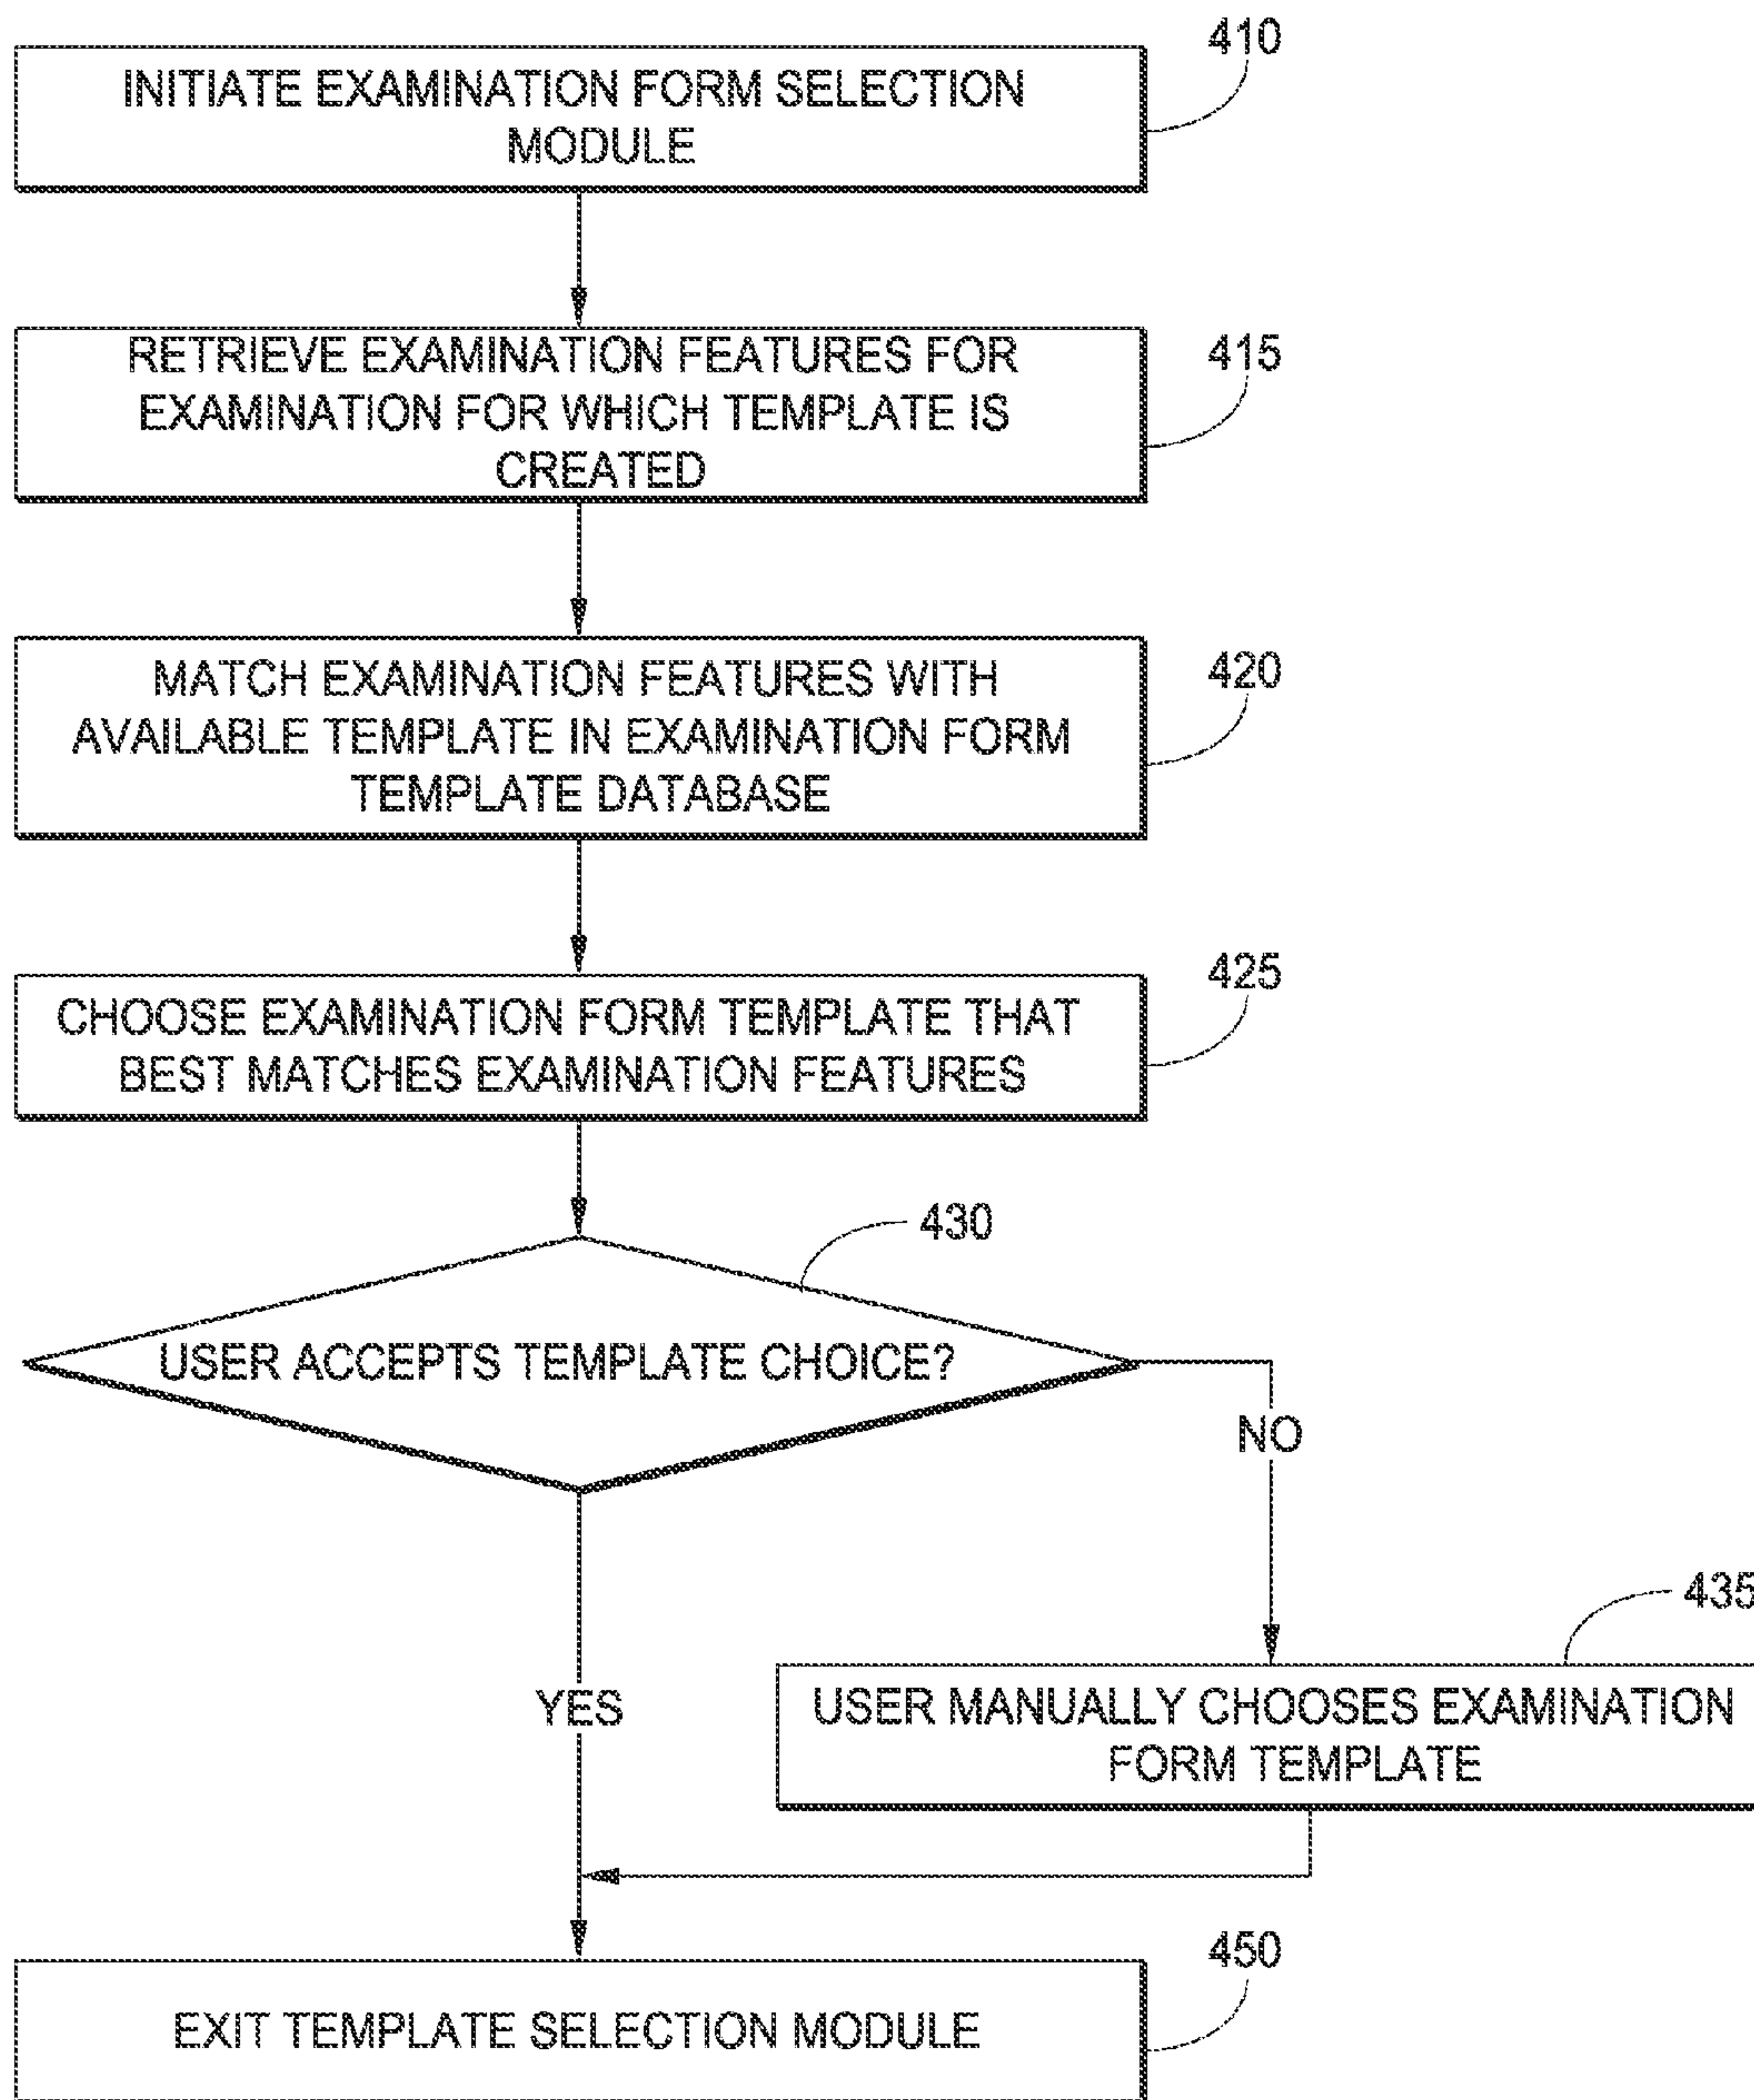 410
INITIATE EXAMINATION FORM SELECTION
MODULE
415
RETRIEVE EXAMINATION FEATURES FOR
EXAMINATION FOR WHICH TEMPLATE IS
CREATED
420
MATCH EXAMINATION FEATURES WITH
AVAILABLE TEMPLATE IN EXAMINATION FORM
TEMPLATE DATABASE
425
CHOOSE EXAMINATION FORM TEMPLATE THAT
BEST MATCHES EXAMINATION FEATURES
430
USER ACCEPTS TEMPLATE CHOICE?
NO
435
YES
USER MANUALLY CHOOSES EXAMINATION
FORM TEMPLATE
450
EXIT TEMPLATE SELECTION MODULE